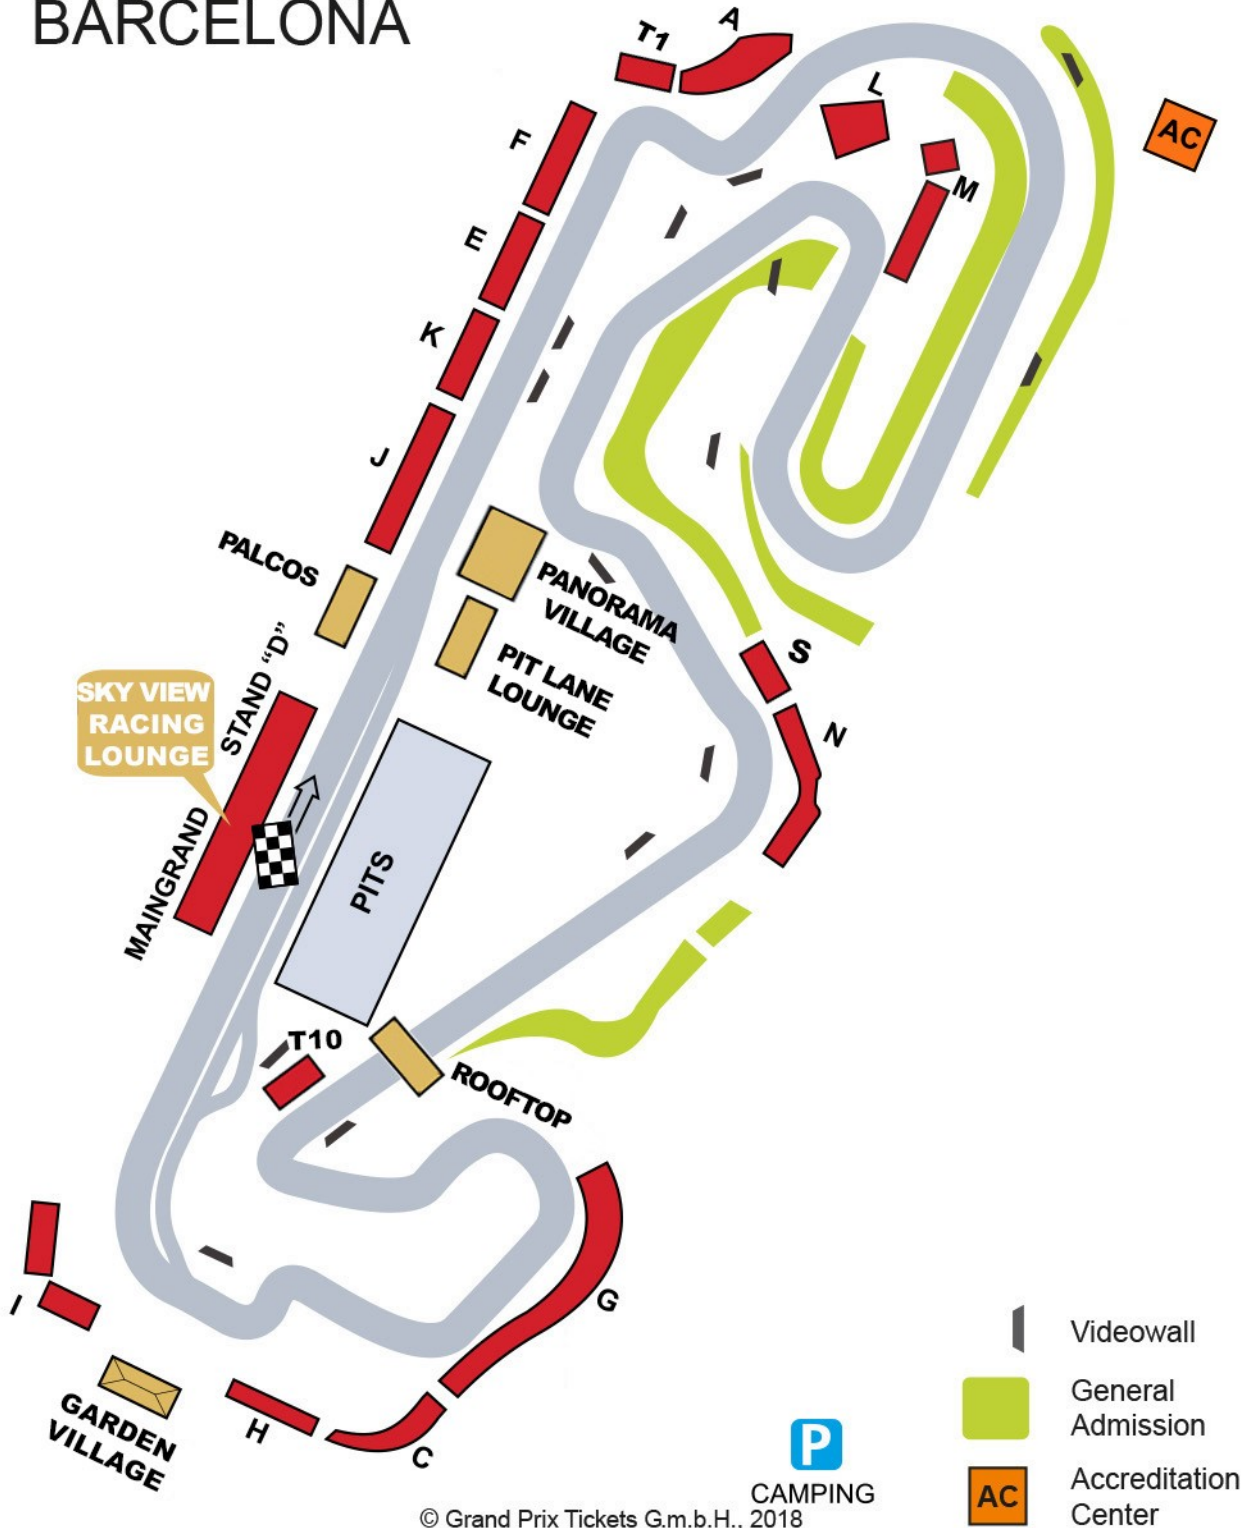 BARCELONA
T1
A
L
AC
F
M
E
K
J
PALCOS
PANORAMA
VILLAGE
STAND "D"
S
PIT LANE
LOUNGE
SKY VIEW
RACING
LOUNGE
N
MAINGRAND
PITS
T10
ROOFTOP
I
G
GARDEN
VILLAGE
H
C
Videowall
General
Admission
P
CAMPING
AC
Accreditation
Center
© Grand Prix Tickets G.m.b.H.. 2018